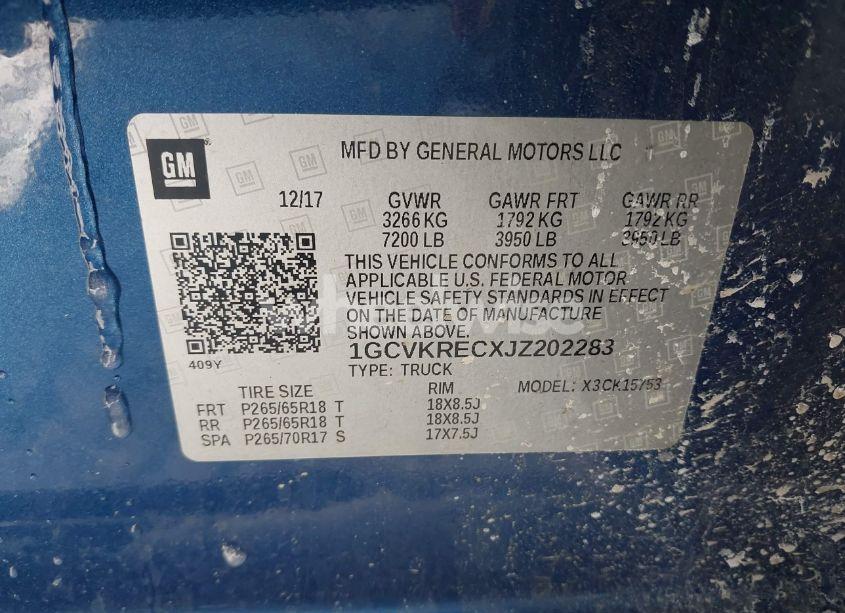 GM
MFD BY GENERAL MOTORS LLC
12/17 GVWR GAWR FRT GAWR RR
3266 KG 1792 KG 1792 KG
7200 LB 3950 LB 3950 LB
THIS VEHICLE CONFORMS TO ALL
APPLICABLE U.S. FEDERAL MOTOR
VEHICLE SAFETY STANDARDS IN EFFECT
ON THE DATE OF MANUFACTURE
SHOWN ABOVE.
409Y
1GCVKRECXJZ202283
TYPE: TRUCK
TIRE SIZE RIM MODEL: X3CK15753
FRT P265/65R18 T 18X8.5J
RR P265/65R18 T 18X8.5J
SPA P265/70R17 S 17X7.5J